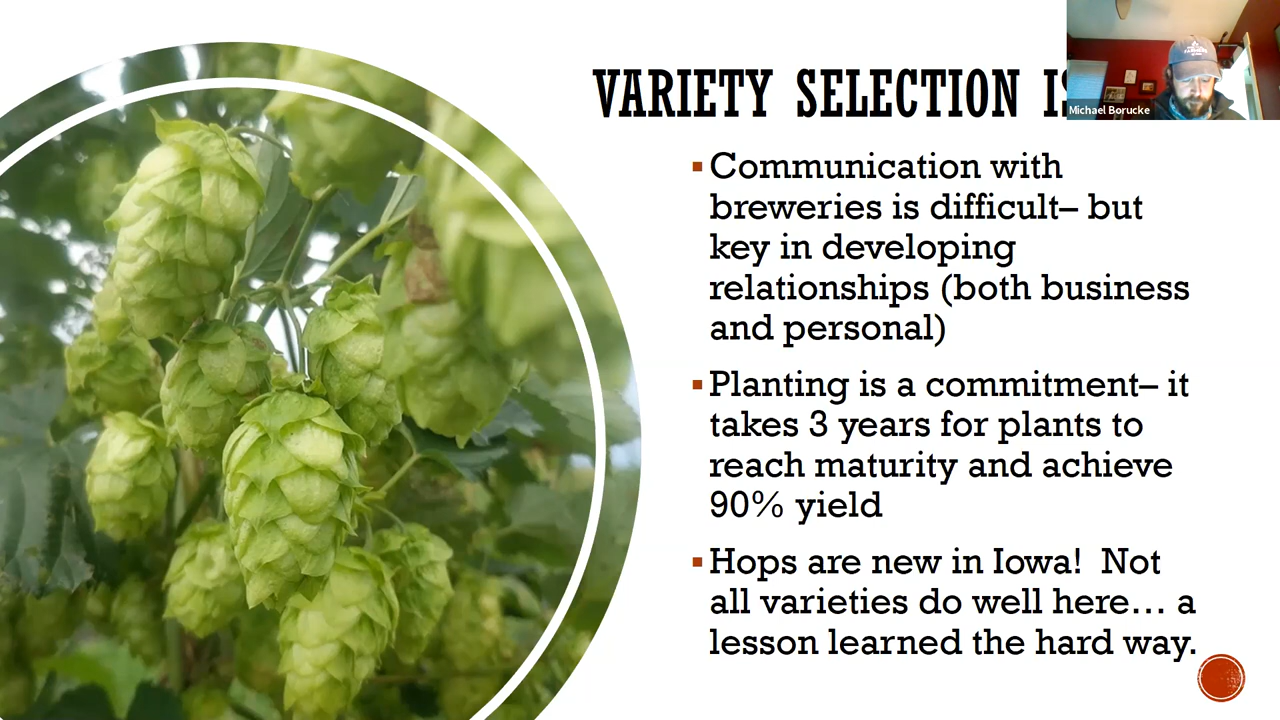 VARIETY SELECTION
Michael Borucke
Communication with
breweries is difficult– but
key in developing
relationships (both business
and personal)
Planting is a commitment– it
takes 3 years for plants to
reach maturity and achieve
90% yield
Hops are new in Iowa!  Not
all varieties do well here… a
lesson learned the hard way.